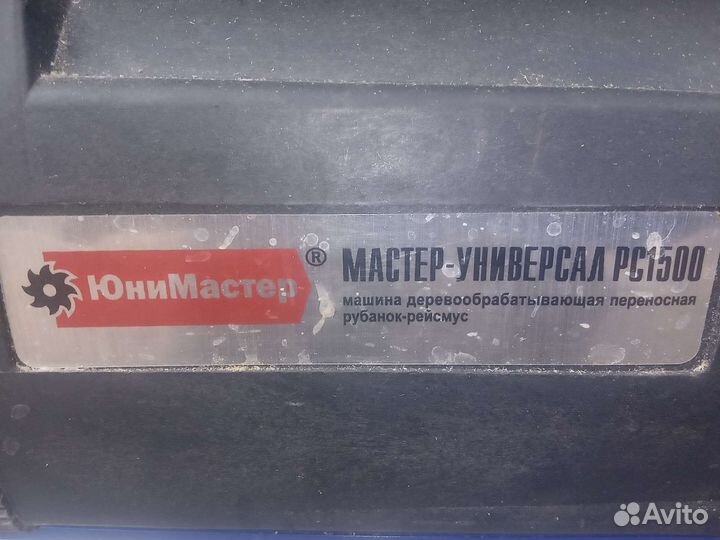 ЮниМастер®
МАСТЕР-УНИВЕРСАЛ РС1500
машина деревообрабатывающая переносная
рубанок-рейсмус
Avito